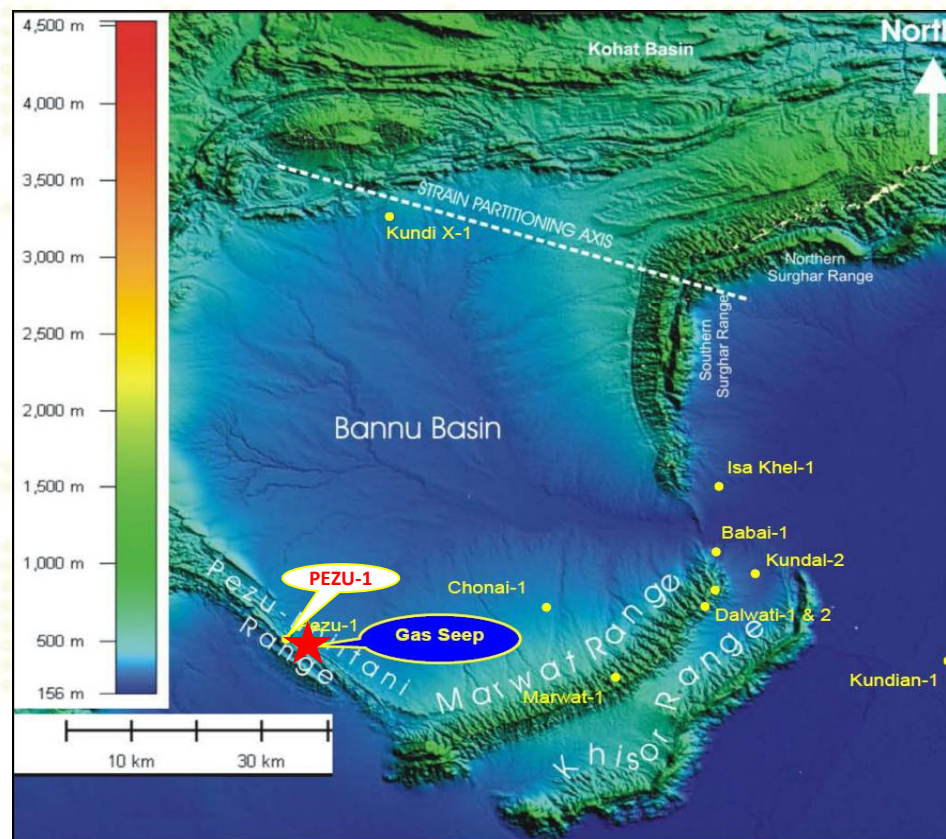 4,500 m
4,000 m
3,500 m
3,000 m
2,500 m
2,000 m
1,500 m
1,000 m
500 m
156 m
10 km
30 km
North
Kohat Basin
STRAIN PARTITIONING AXIS
Kundi X-1
Northern
Surghar Range
Southern
Surghar Range
Bannu Basin
Isa Khel-1
Babai-1
Kundal-2
Chonai-1
Dalwati-1 & 2
PEZU-1
Gas Seep
Range
Marwat Range
Marwat-1
Khisor Range
Kundian-1